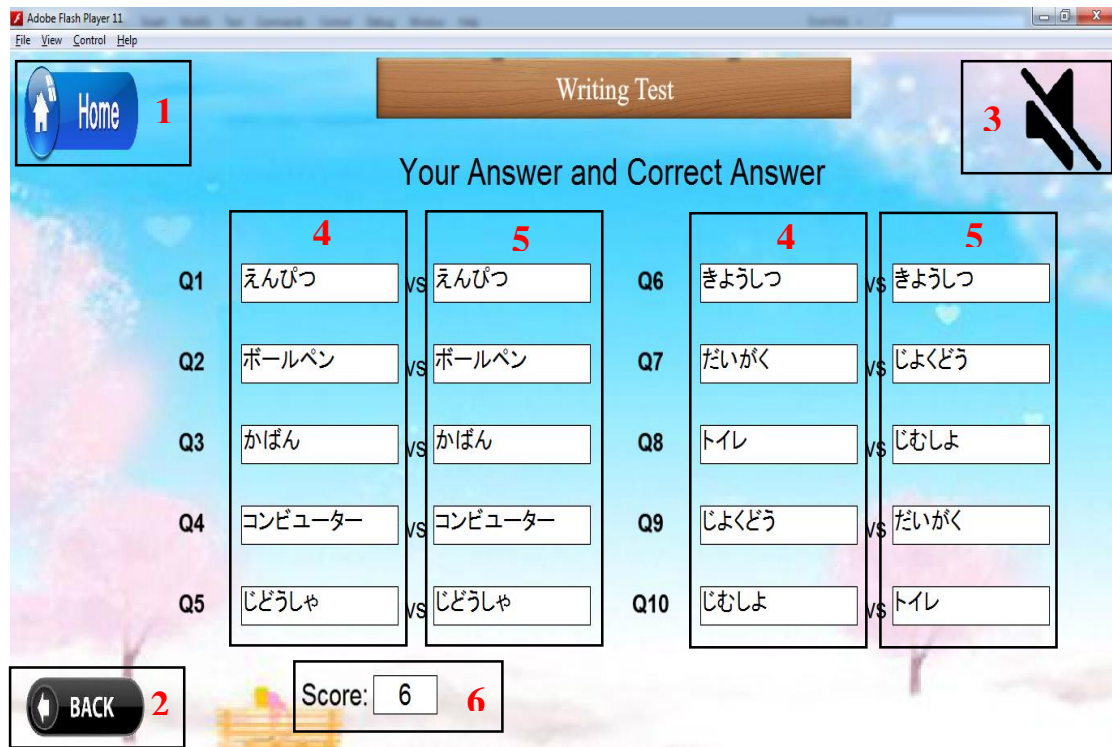 Adobe Flash Player 11
File View Control Help
Home
1
Writing Test
3
Your Answer and Correct Answer
4 5 4 5
Q1 えんぴつ vs えんぴつ Q6 きようしつ vs きようしつ
Q2 ボールペン vs ボールペン Q7 だいがく vs じよくどう
Q3 かばん vs かばん Q8 トイレ vs じむしよ
Q4 コンビューター vs コンビューター Q9 じよくどう vs だいがく
Q5 じどうしゃ vs じどうしゃ Q10 じむしよ vs トイレ
BACK 2
Score: 6 6